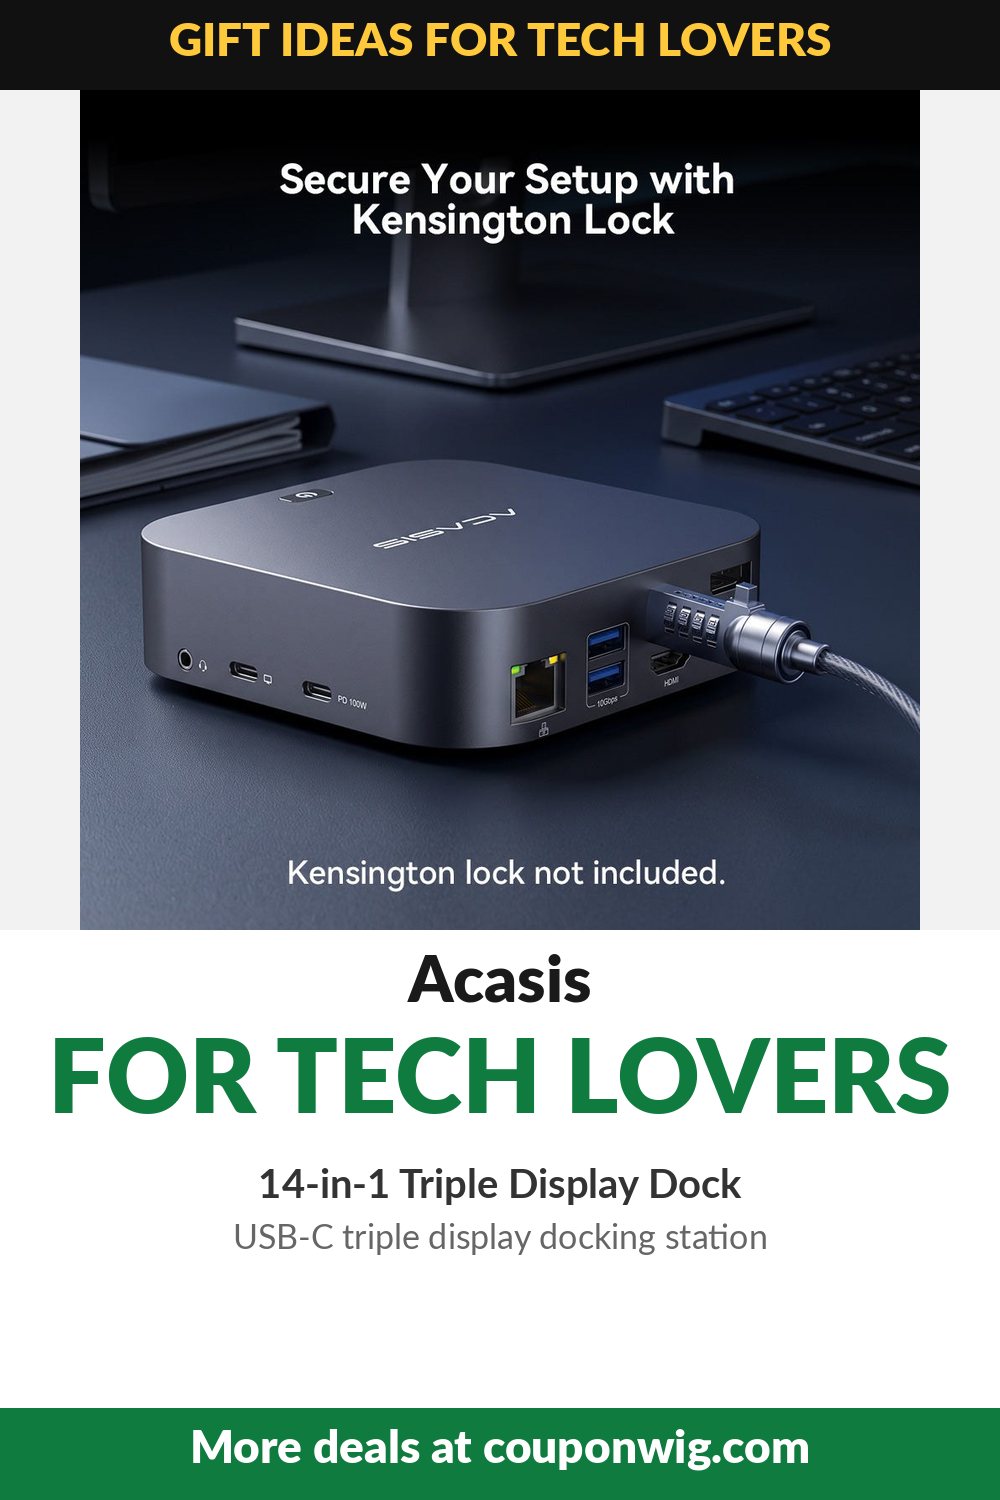 GIFT IDEAS FOR TECH LOVERS
Secure Your Setup with
Kensington Lock
ACASIS
PD 100W
10Gbps
HDMI
Kensington lock not included.
Acasis
FOR TECH LOVERS
14-in-1 Triple Display Dock
USB-C triple display docking station
More deals at couponwig.com